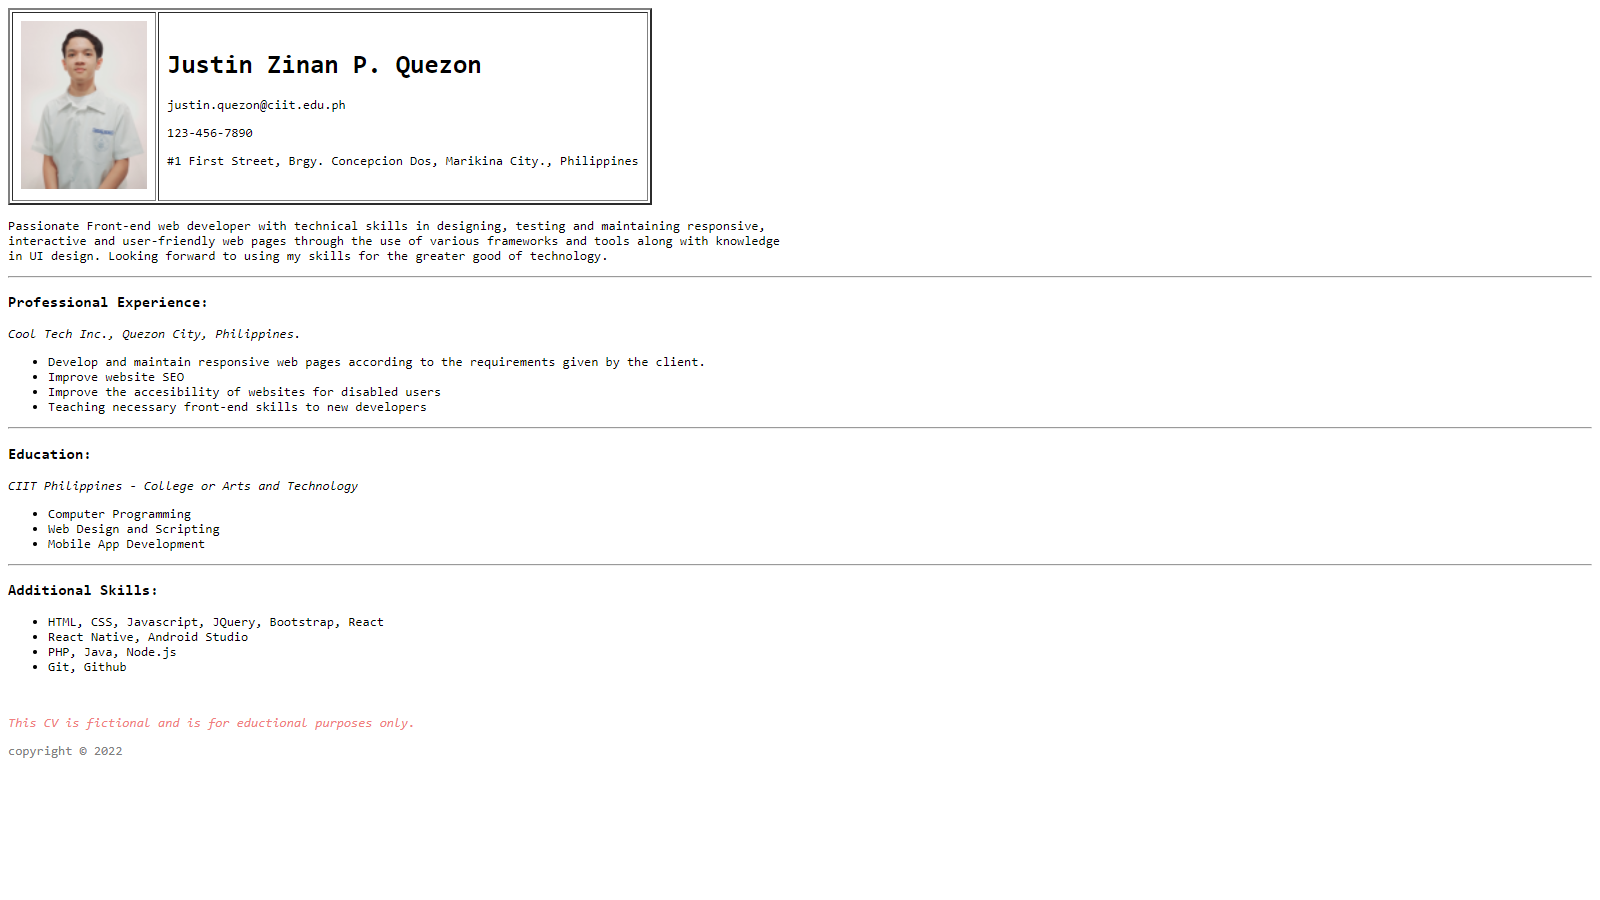 Justin Zinan P. Quezon
justin.quezon@ciit.edu.ph
123-456-7890
#1 First Street, Brgy. Concepcion Dos, Marikina City., Philippines
Passionate Front-end web developer with technical skills in designing, testing and maintaining responsive,
interactive and user-friendly web pages through the use of various frameworks and tools along with knowledge
in UI design. Looking forward to using my skills for the greater good of technology.
Professional Experience:
Cool Tech Inc., Quezon City, Philippines.
• Develop and maintain responsive web pages according to the requirements given by the client.
• Improve website SEO
• Improve the accesibility of websites for disabled users
• Teaching necessary front-end skills to new developers
Education:
CIIT Philippines - College or Arts and Technology
• Computer Programming
• Web Design and Scripting
• Mobile App Development
Additional Skills:
• HTML, CSS, Javascript, JQuery, Bootstrap, React
• React Native, Android Studio
• PHP, Java, Node.js
• Git, Github
This CV is fictional and is for eductional purposes only.
copyright © 2022